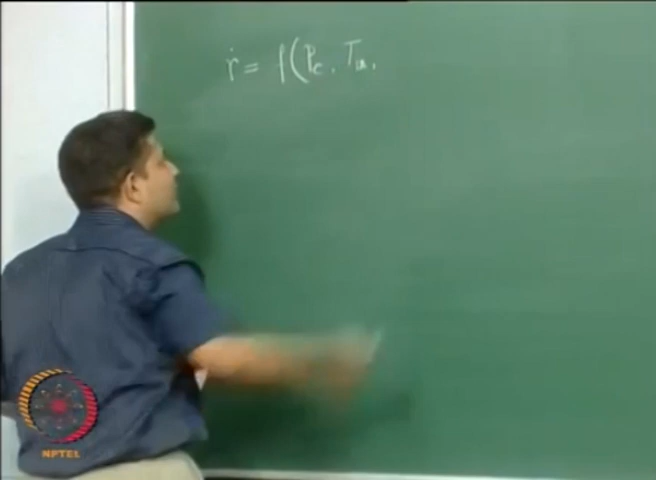 ṙ = f(Pc, Tin,
NPTEL